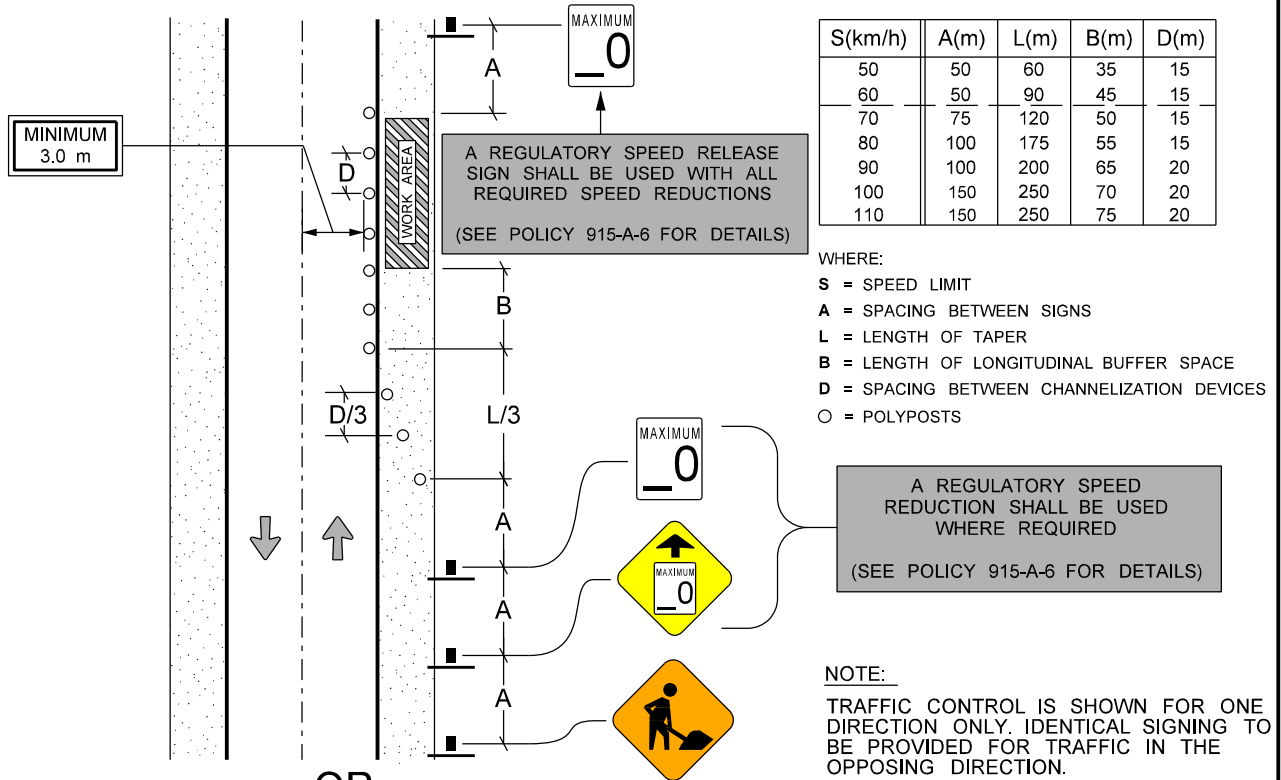 MAXIMUM
_0
A
MINIMUM
3.0 m
D
WORK AREA
A REGULATORY SPEED RELEASE
SIGN SHALL BE USED WITH ALL
REQUIRED SPEED REDUCTIONS
(SEE POLICY 915-A-6 FOR DETAILS)
B
D/3
L/3
A
MAXIMUM
_0
A
MAXIMUM
_0
A
S(km/h) A(m) L(m) B(m) D(m)
50 50 60 35 15
60 50 90 45 15
70 75 120 50 15
80 100 175 55 15
90 100 200 65 20
100 150 250 70 20
110 150 250 75 20
WHERE:
S = SPEED LIMIT
A = SPACING BETWEEN SIGNS
L = LENGTH OF TAPER
B = LENGTH OF LONGITUDINAL BUFFER SPACE
D = SPACING BETWEEN CHANNELIZATION DEVICES
○ = POLYPOSTS
A REGULATORY SPEED
REDUCTION SHALL BE USED
WHERE REQUIRED
(SEE POLICY 915-A-6 FOR DETAILS)
NOTE:
TRAFFIC CONTROL IS SHOWN FOR ONE
DIRECTION ONLY. IDENTICAL SIGNING TO
BE PROVIDED FOR TRAFFIC IN THE
OPPOSING DIRECTION.